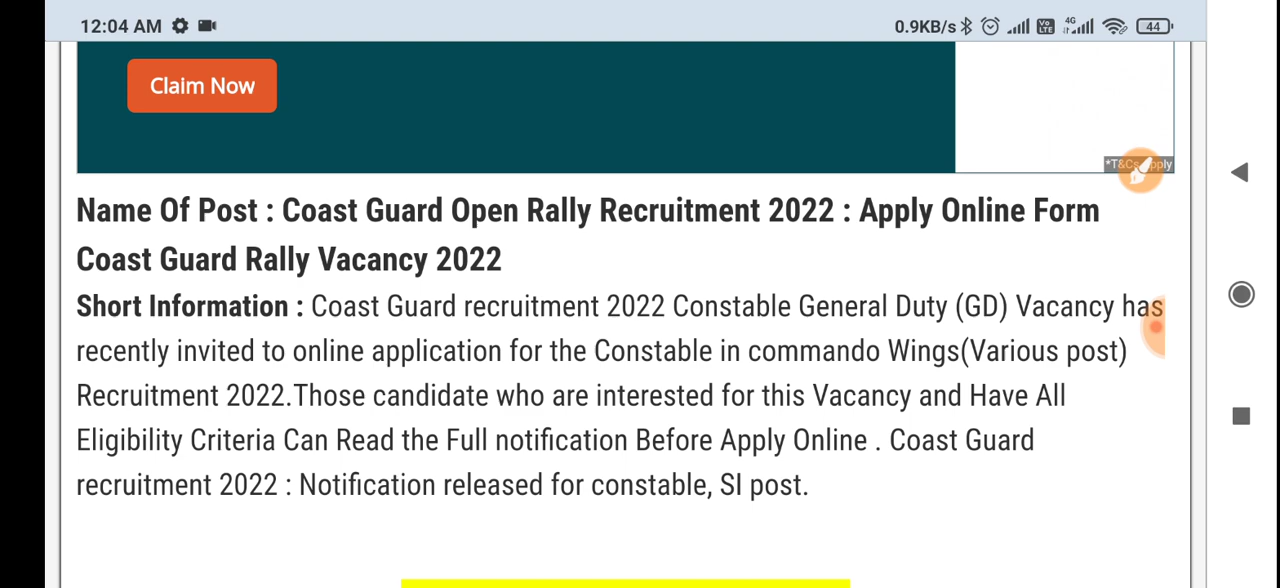 12:04 AM 0.9KB/s 4G 44
Claim Now
*T&Cs Apply
Name Of Post : Coast Guard Open Rally Recruitment 2022 : Apply Online Form
Coast Guard Rally Vacancy 2022
Short Information : Coast Guard recruitment 2022 Constable General Duty (GD) Vacancy has
recently invited to online application for the Constable in commando Wings(Various post)
Recruitment 2022.Those candidate who are interested for this Vacancy and Have All
Eligibility Criteria Can Read the Full notification Before Apply Online . Coast Guard
recruitment 2022 : Notification released for constable, SI post.